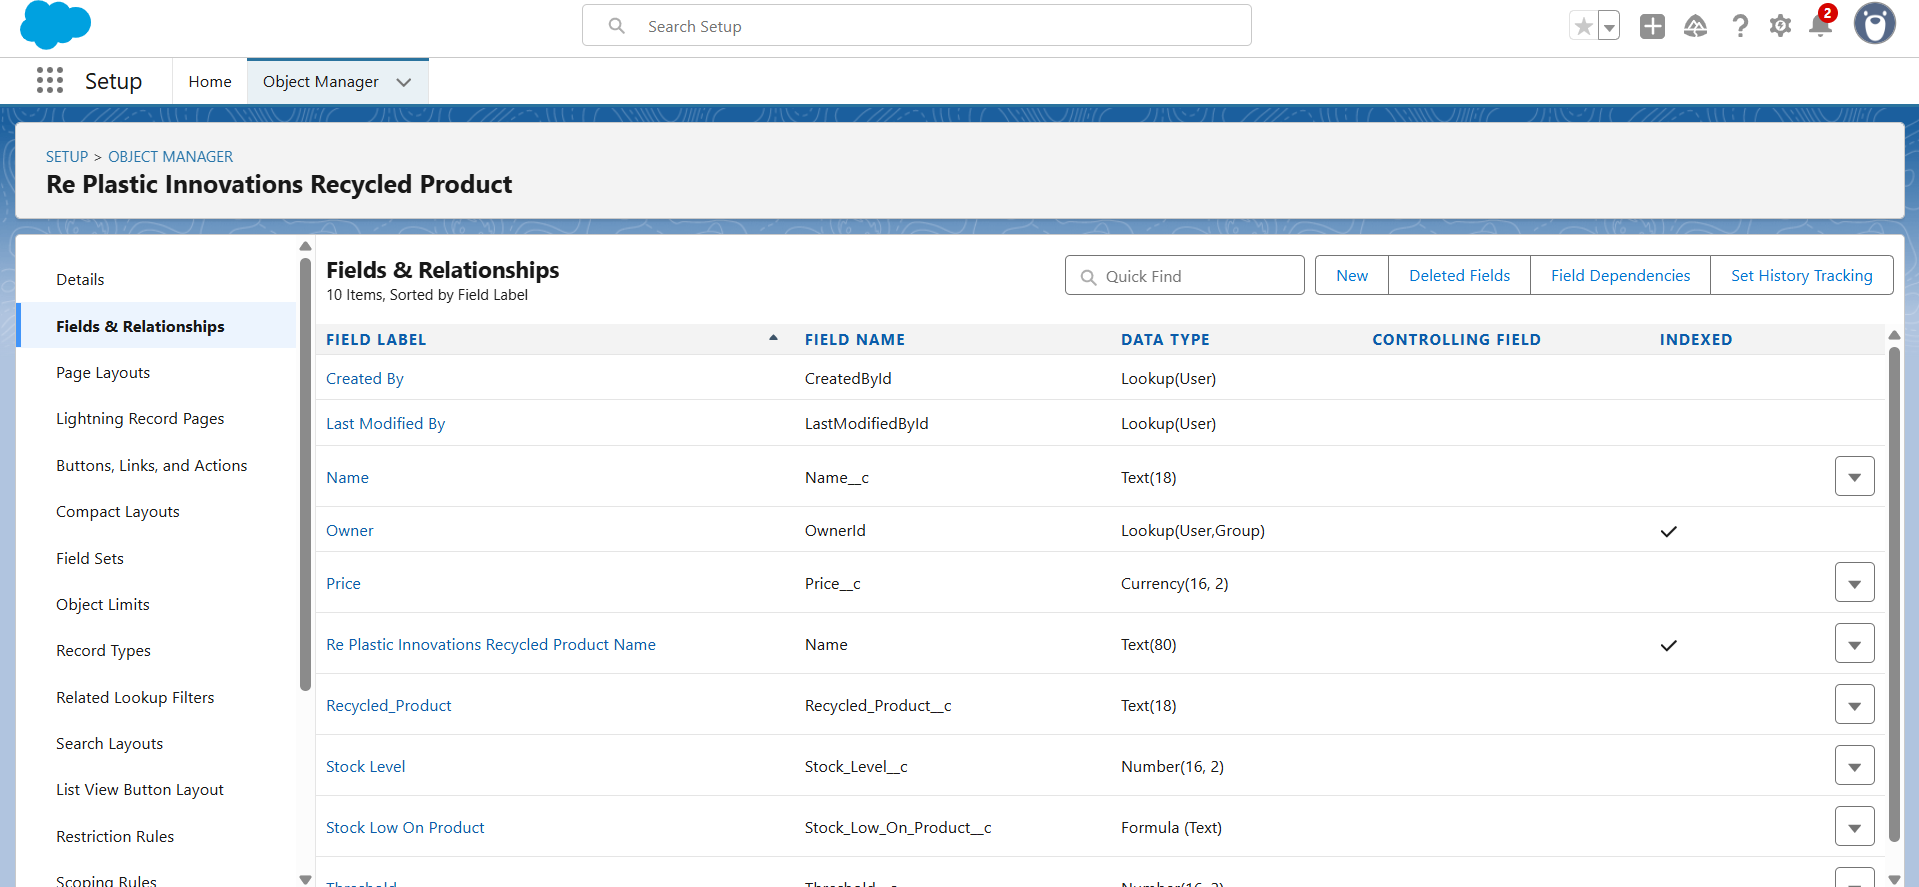 Search Setup
2
Setup
Home
Object Manager
SETUP > OBJECT MANAGER
Re Plastic Innovations Recycled Product
Details
Fields & Relationships
Page Layouts
Lightning Record Pages
Buttons, Links, and Actions
Compact Layouts
Field Sets
Object Limits
Record Types
Related Lookup Filters
Search Layouts
List View Button Layout
Restriction Rules
Scoping Rules
Fields & Relationships
10 Items, Sorted by Field Label
Quick Find
New
Deleted Fields
Field Dependencies
Set History Tracking
FIELD LABEL FIELD NAME DATA TYPE CONTROLLING FIELD INDEXED
Created By CreatedById Lookup(User)
Last Modified By LastModifiedById Lookup(User)
Name Name__c Text(18)
Owner OwnerId Lookup(User,Group)
Price Price__c Currency(16, 2)
Re Plastic Innovations Recycled Product Name Name Text(80)
Recycled_Product Recycled_Product__c Text(18)
Stock Level Stock_Level__c Number(16, 2)
Stock Low On Product Stock_Low_On_Product__c Formula (Text)
Threshold Threshold__c Number(16, 2)